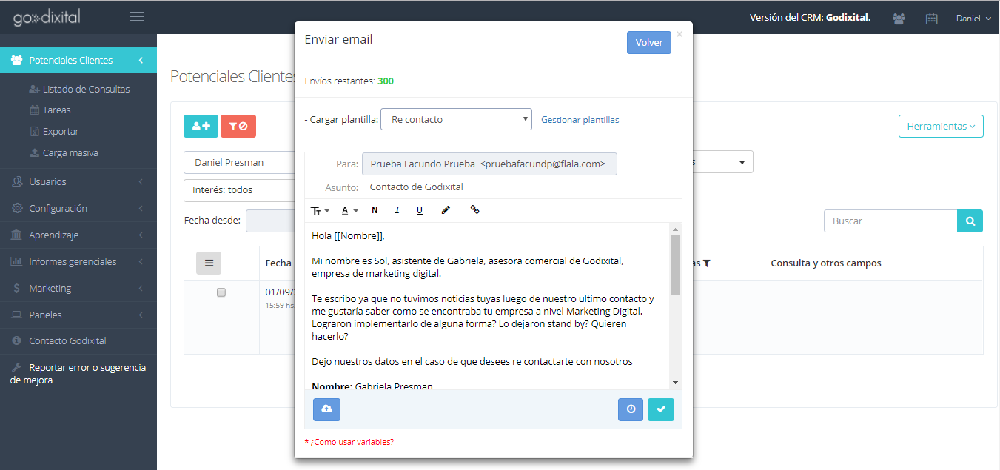 godixital
Versión del CRM: Godixital.
Daniel
Potenciales Clientes
Listado de Consultas
Tareas
Exportar
Carga masiva
Usuarios
Configuración
Aprendizaje
Informes gerenciales
Marketing
Paneles
Contacto Godixital
Reportar error o sugerencia
de mejora
Potenciales Clientes
Herramientas
Daniel Presman
s
Interés: todos
Fecha desde:
Buscar
Fecha
as
Consulta y otros campos
01/09/
15:59 hs
Enviar email
Volver
×
Envíos restantes: 300
- Cargar plantilla: Re contacto Gestionar plantillas
Para: Prueba Facundo Prueba <pruebafacundp@flala.com>
Asunto: Contacto de Godixital
TT A N I U
Hola [[Nombre]],
Mi nombre es Sol, asistente de Gabriela, asesora comercial de Godixital,
empresa de marketing digital.
Te escribo ya que no tuvimos noticias tuyas luego de nuestro ultimo contacto y
me gustaría saber como se encontraba tu empresa a nivel Marketing Digital.
Lograron implementarlo de alguna forma? Lo dejaron stand by? Quieren
hacerlo?
Dejo nuestros datos en el caso de que desees re contactarte con nosotros
Nombre: Gabriela Presman
* ¿Como usar variables?